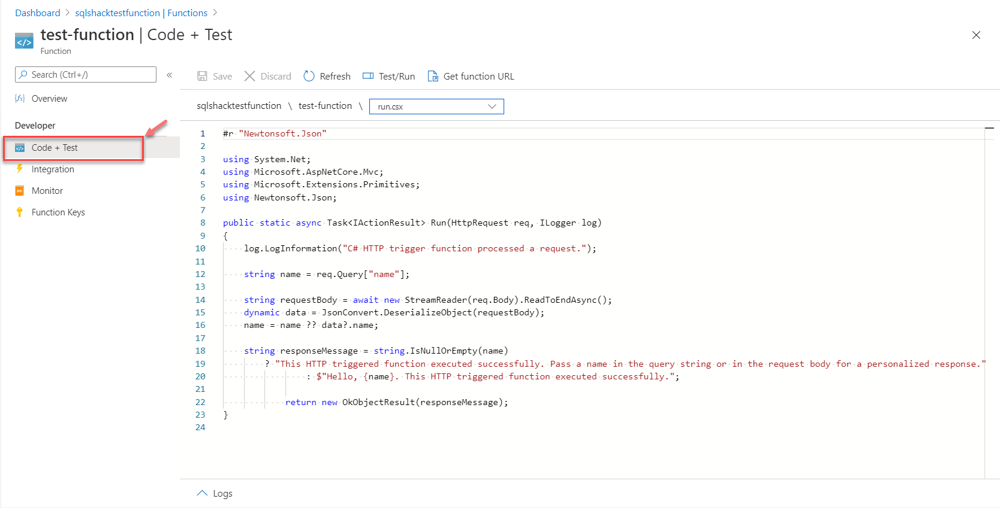 Dashboard > sqlshacktestfunction | Functions >
test-function | Code + Test
Function
Search (Ctrl+/)
«
Overview
Developer
Code + Test
Integration
Monitor
Function Keys
Save Discard Refresh Test/Run Get function URL
sqlshacktestfunction \ test-function \ run.csx
1 #r "Newtonsoft.Json"
2
3 using System.Net;
4 using Microsoft.AspNetCore.Mvc;
5 using Microsoft.Extensions.Primitives;
6 using Newtonsoft.Json;
7
8 public static async Task<IActionResult> Run(HttpRequest req, ILogger log)
9 {
10     log.LogInformation("C# HTTP trigger function processed a request.");
11
12     string name = req.Query["name"];
13
14     string requestBody = await new StreamReader(req.Body).ReadToEndAsync();
15     dynamic data = JsonConvert.DeserializeObject(requestBody);
16     name = name ?? data?.name;
17
18     string responseMessage = string.IsNullOrEmpty(name)
19         ? "This HTTP triggered function executed successfully. Pass a name in the query string or in the request body for a personalized response."
20                 : $"Hello, {name}. This HTTP triggered function executed successfully.";
21
22             return new OkObjectResult(responseMessage);
23 }
24
Logs